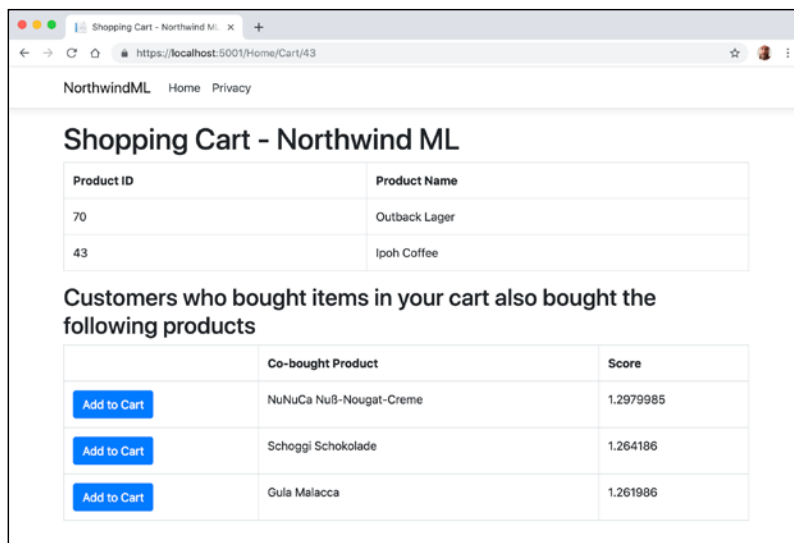 Shopping Cart - Northwind ML
https://localhost:5001/Home/Cart/43
NorthwindML Home Privacy
Shopping Cart - Northwind ML
Product ID Product Name
70 Outback Lager
43 Ipoh Coffee
Customers who bought items in your cart also bought the
following products
Co-bought Product Score
Add to Cart NuNuCa Nuß-Nougat-Creme 1.2979985
Add to Cart Schoggi Schokolade 1.264186
Add to Cart Gula Malacca 1.261986